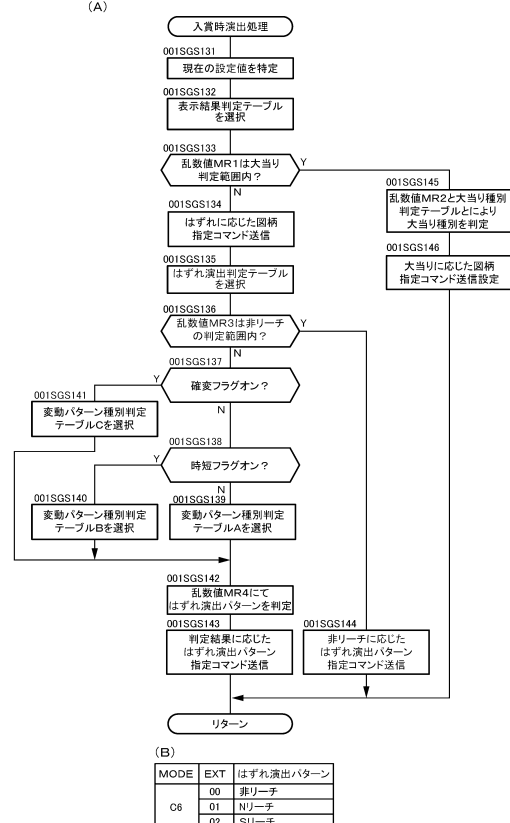 (A)
入賞時演出処理
001SGS131
現在の設定値を特定
001SGS132
表示結果判定テーブル
を選択
001SGS133
乱数値MR1は大当り
判定範囲内?
Y
N
001SGS145
乱数値MR2と大当り種別
判定テーブルとにより
大当り種別を判定
001SGS134
はずれに応じた図柄
指定コマンド送信
001SGS146
大当りに応じた図柄
指定コマンド送信設定
001SGS135
はずれ演出判定テーブル
を選択
001SGS136
乱数値MR3は非リーチ
の判定範囲内?
Y
N
001SGS137
確変フラグオン?
Y
N
001SGS141
変動パターン種別判定
テーブルCを選択
001SGS138
時短フラグオン?
Y
N
001SGS140
変動パターン種別判定
テーブルBを選択
001SGS139
変動パターン種別判定
テーブルAを選択
001SGS142
乱数値MR4にて
はずれ演出パターンを判定
001SGS143
判定結果に応じた
はずれ演出パターン
指定コマンド送信
001SGS144
非リーチに応じた
はずれ演出パターン
指定コマンド送信
リターン
(B)
MODE EXT はずれ演出パターン
C6 00 非リーチ
01 Nリーチ
02 Sリーチ